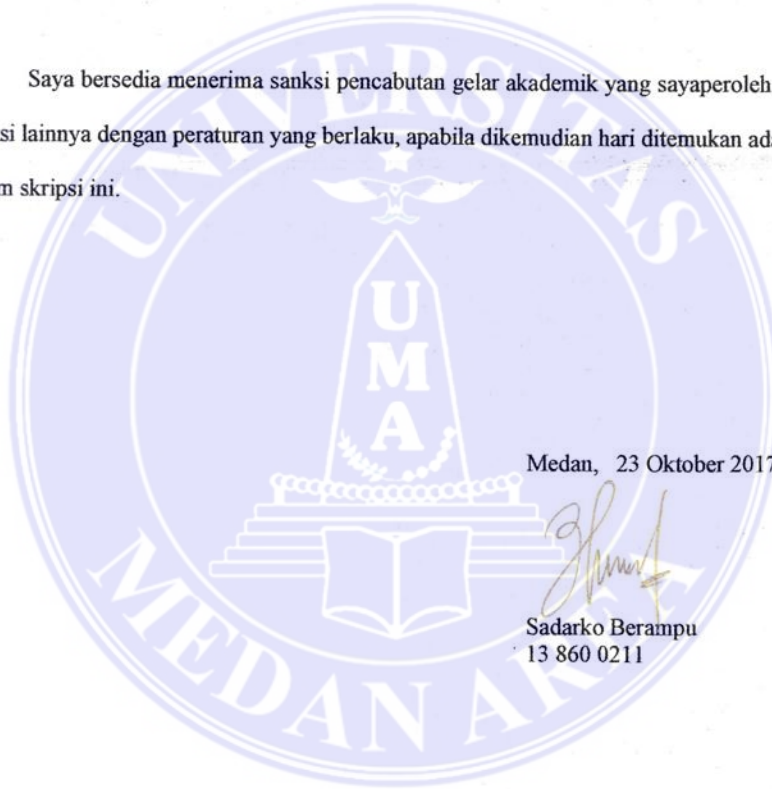 Saya bersedia menerima sanksi pencabutan gelar akademik yang sayaperoleh
si lainnya dengan peraturan yang berlaku, apabila dikemudian hari ditemukan ad
m skripsi ini.
UNIVERSITAS
UMA
MEDAN AREA
Medan, 23 Oktober 2017
Sadarko Berampu
13 860 0211